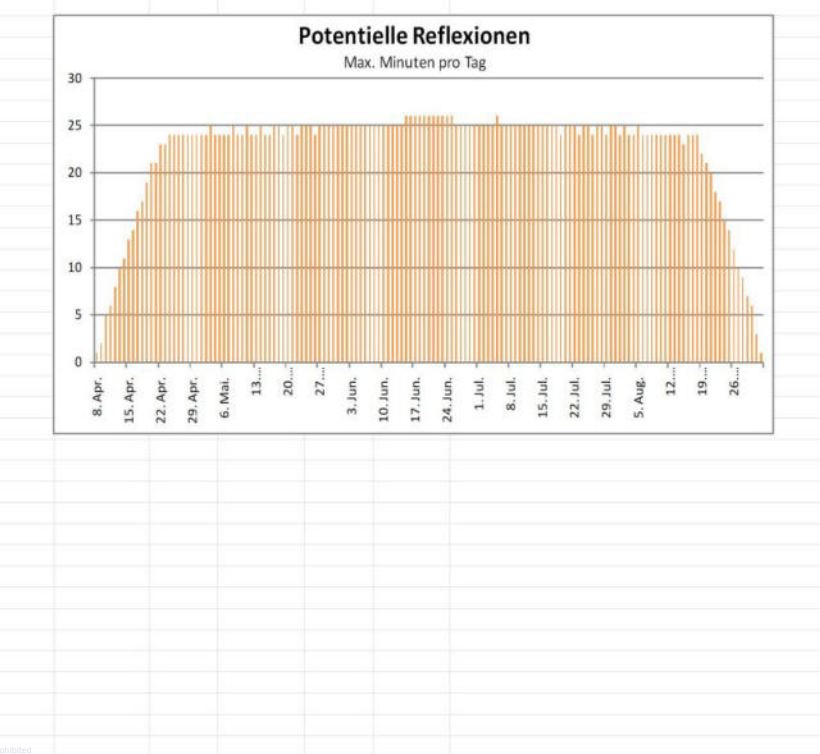 Potentielle Reflexionen
Max. Minuten pro Tag
30
25
20
15
10
5
0
8. Apr.
15. Apr.
22. Apr.
29. Apr.
6. Mai.
13....
20....
27....
3. Jun.
10. Jun.
17. Jun.
24. Jun.
1. Jul.
8. Jul.
15. Jul.
22. Jul.
29. Jul.
5. Aug.
12....
19....
26....
ohibited